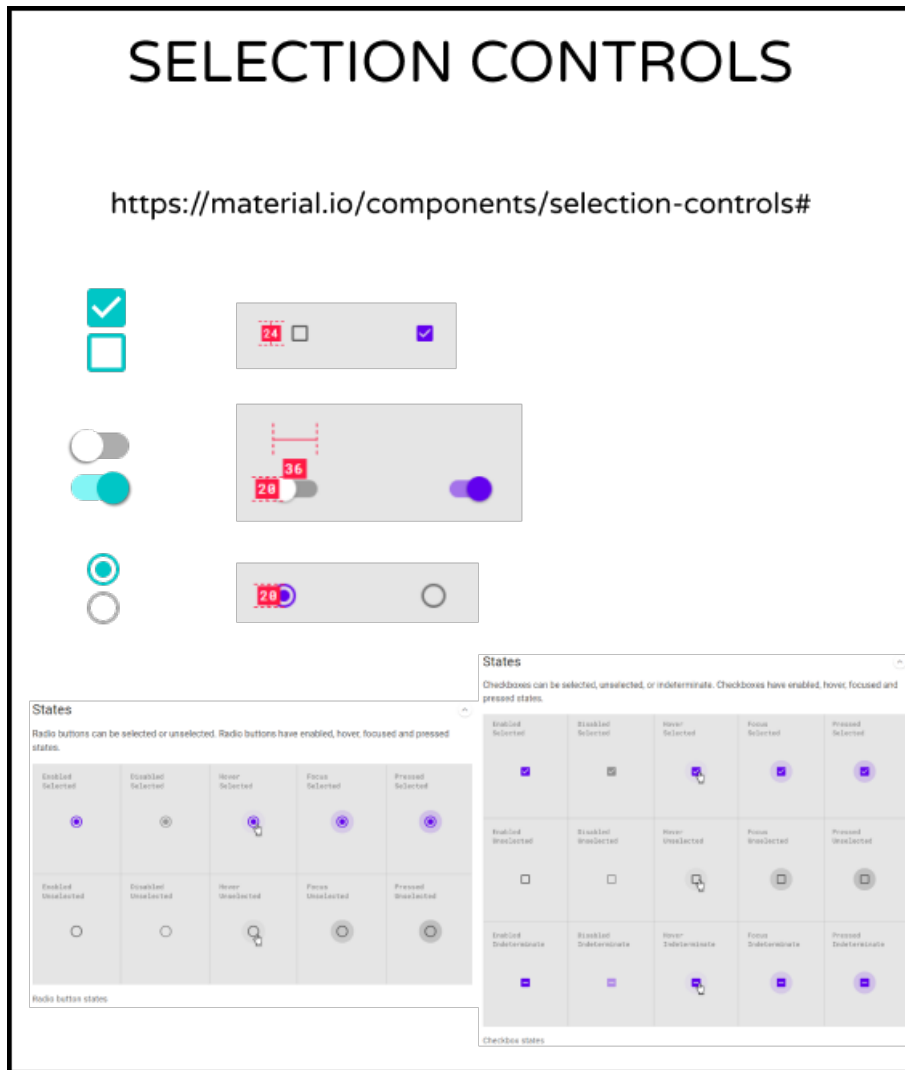 SELECTION CONTROLS
https://material.io/components/selection-controls#
24
36
20
20
States
Radio buttons can be selected or unselected. Radio buttons have enabled, hover, focused and pressed
states.
Enabled Selected
Disabled Selected
Hover Selected
Focus Selected
Pressed Selected
Enabled Unselected
Disabled Unselected
Hover Unselected
Focus Unselected
Pressed Unselected
Radio button states
States
Checkboxes can be selected, unselected, or indeterminate. Checkboxes have enabled, hover, focused and
pressed states.
Enabled Selected
Disabled Selected
Hover Selected
Focus Selected
Pressed Selected
Enabled Unselected
Disabled Unselected
Hover Unselected
Focus Unselected
Pressed Unselected
Enabled Indeterminate
Disabled Indeterminate
Hover Indeterminate
Focus Indeterminate
Pressed Indeterminate
Checkbox states